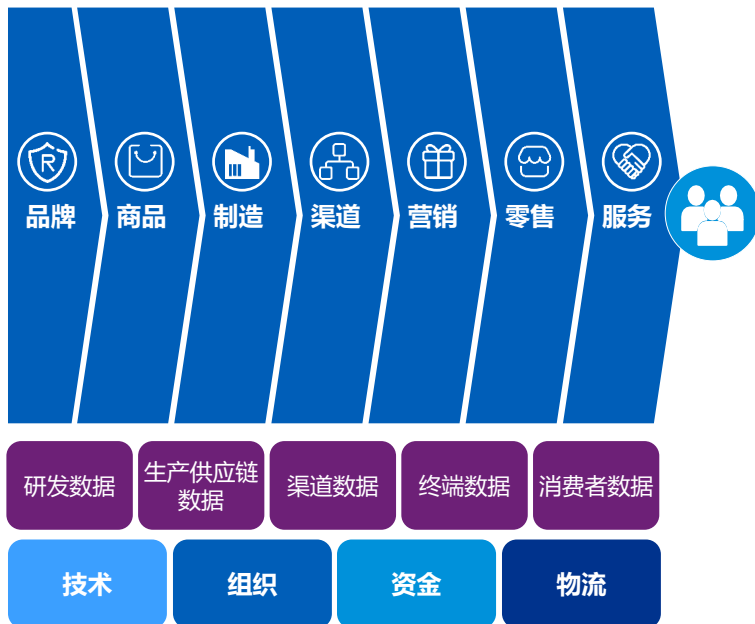 R
品牌
商品
制造
渠道
营销
零售
服务
研发数据
生产供应链
数据
渠道数据
终端数据
消费者数据
技术
组织
资金
物流